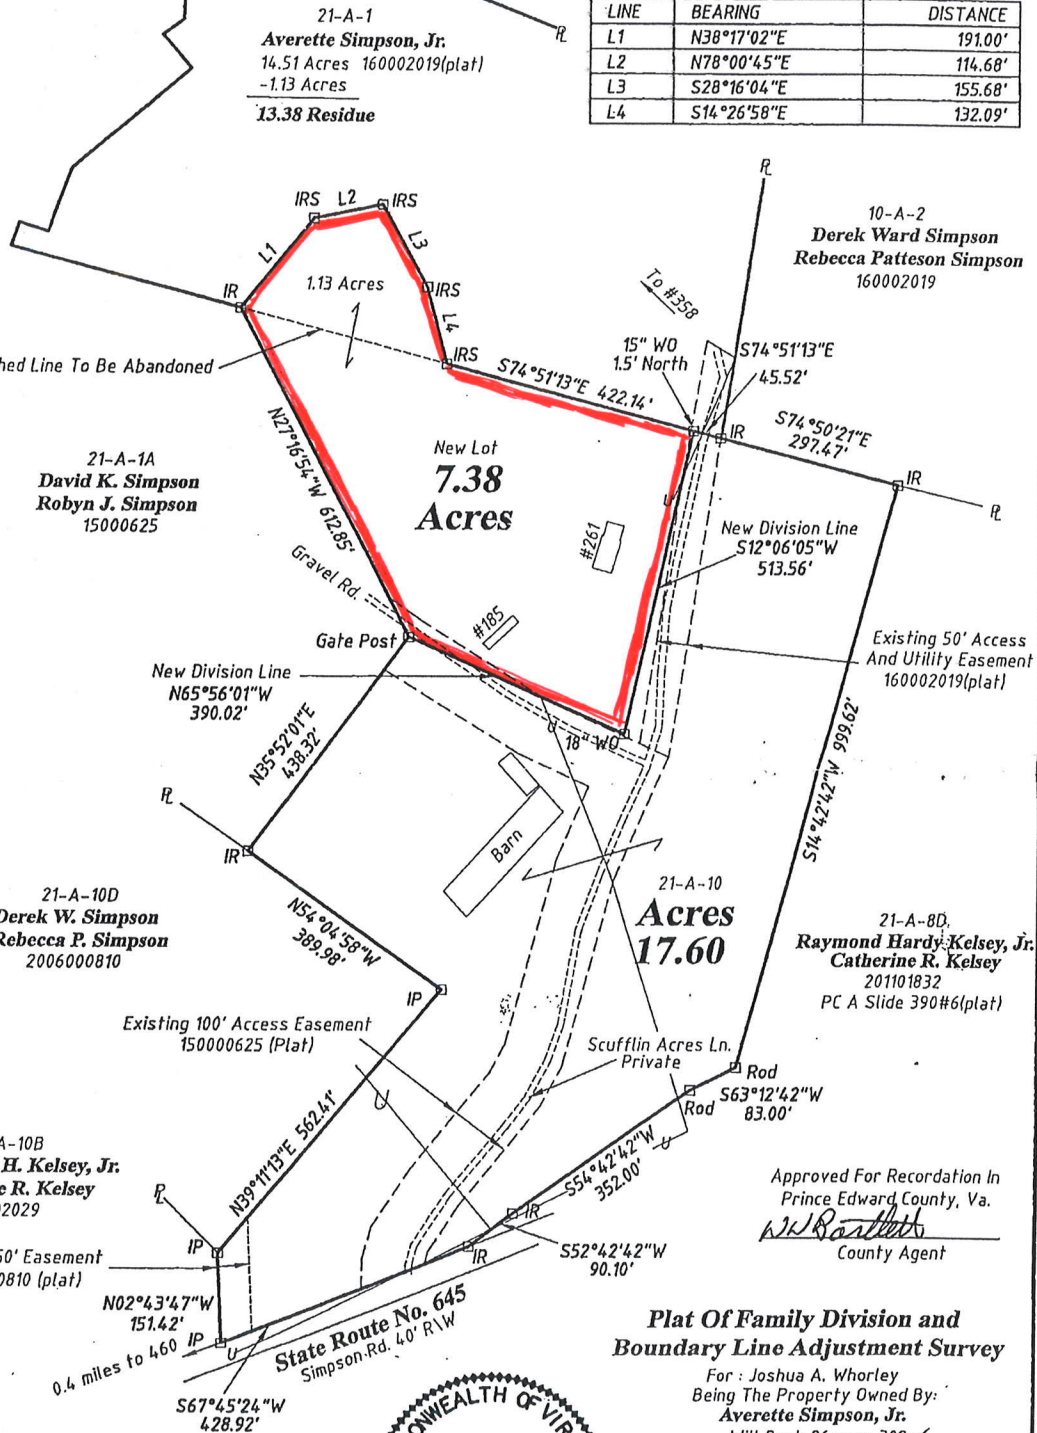 21-A-1
Averette Simpson, Jr.
14.51 Acres 160002019(plat)
-1.13 Acres
13.38 Residue
℄
LINE BEARING DISTANCE
L1 N38°17'02"E 191.00'
L2 N78°00'45"E 114.68'
L3 S28°16'04"E 155.68'
L4 S14°26'58"E 132.09'
℄
10-A-2
Derek Ward Simpson
Rebecca Patteson Simpson
160002019
IRS L2 IRS
L1
L3
1.13 Acres
IR
IRS
L4
To #358
hed Line To Be Abandoned
IRS
15" WO
1.5' North
S74°51'13"E
45.52'
S74°51'13"E 422.14'
IR
S74°50'21"E
297.47'
IR
℄
21-A-1A
David K. Simpson
Robyn J. Simpson
15000625
N27°16'54"W 612.85'
New Lot
7.38
Acres
U
#261
New Division Line
S12°06'05"W
513.56'
Gravel Rd.
#185
Gate Post
Existing 50' Access
And Utility Easement
160002019(plat)
New Division Line
N65°56'01"W
390.02'
U
18" WO
N35°52'01"E
438.32'
S14°42'42"W 999.62'
℄
IR
Barn
21-A-10
Acres
17.60
21-A-10D
Derek W. Simpson
Rebecca P. Simpson
2006000810
N54°04'58"W
389.98'
IP
21-A-8D
Raymond Hardy Kelsey, Jr.
Catherine R. Kelsey
201101832
PC A Slide 390#6(plat)
Existing 100' Access Easement
150000625 (Plat)
Scufflin Acres Ln.
Private
Rod
S63°12'42"W
83.00'
Rod
U
N39°11'13"E 562.41'
S54°42'42"W
352.00'
U
A-10B
H. Kelsey, Jr.
e R. Kelsey
02029
℄
IP
IR
IR
S52°42'42"W
90.10'
50' Easement
0810 (plat)
N02°43'47"W
151.42'
IP
U
0.4 miles to 460
State Route No. 645
Simpson Rd. 40' R\W
S67°45'24"W
428.92'
Approved For Recordation In
Prince Edward County, Va.
WW Bartlett
County Agent
Plat Of Family Division and
Boundary Line Adjustment Survey
For : Joshua A. Whorley
Being The Property Owned By:
Averette Simpson, Jr.
ONWEALTH OF VIR